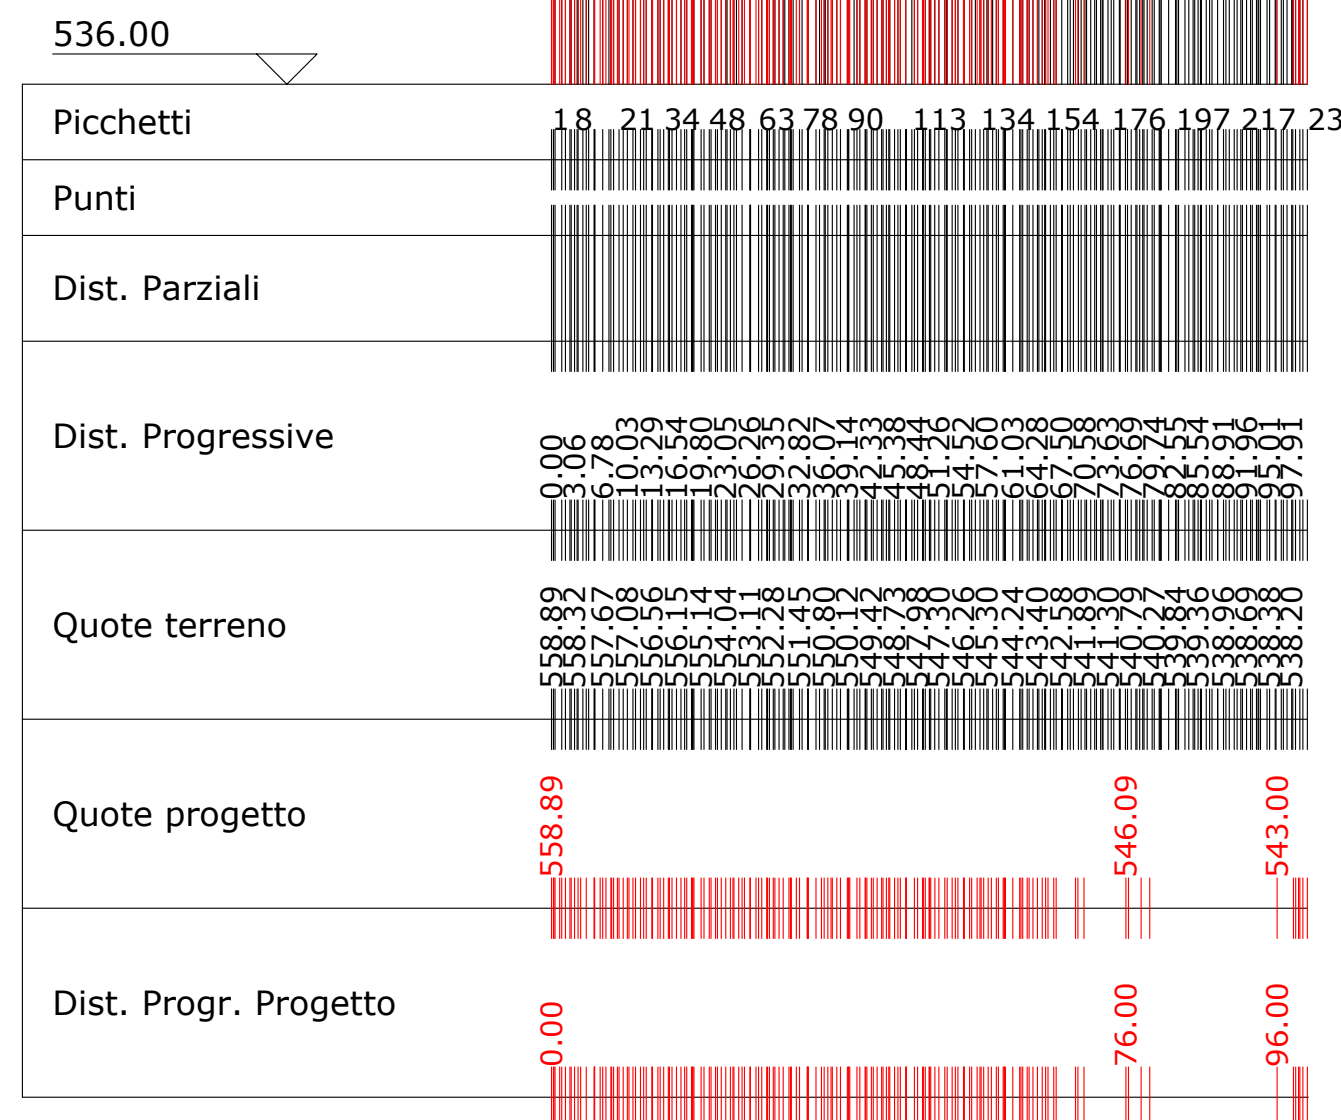 536.00
Picchetti 1 8 21 34 48 63 78 90 113 134 154 176 197 217 23
Punti
Dist. Parziali
Dist. Progressive 0.00 3.06 6.78 10.03 13.29 16.54 19.80 23.05 26.26 29.35 32.82 36.07 39.14 42.33 45.38 48.44 51.26 54.52 57.60 61.03 64.28 67.50 70.58 73.63 76.69 79.74 82.55 85.54 88.91 91.96 95.01 97.91
Quote terreno 558.89 558.32 557.67 557.08 556.56 556.15 555.14 554.04 553.11 552.28 551.45 550.80 550.12 549.42 548.73 547.98 547.30 546.26 545.30 544.24 543.40 542.58 541.89 541.30 540.79 540.27 539.84 539.36 538.96 538.69 538.38 538.20
Quote progetto 558.89 546.09 543.00
Dist. Progr. Progetto 0.00 76.00 96.00